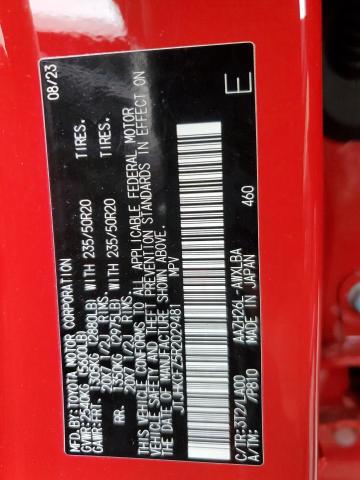 MFD. BY: TOYOTA MOTOR CORPORATION 08/23
GVWR: 2540KG (5600LB)
GAWR: FRT. 1305KG (2880LB) WITH 235/50R20 TIRES.
20X7 1/2J RIMS.
RR. 1350KG (2975LB) WITH 235/50R20 TIRES.
20X7 1/2J RIMS.
THIS VEHICLE CONFORMS TO ALL APPLICABLE FEDERAL MOTOR
VEHICLE SAFETY AND THEFT PREVENTION STANDARDS IN EFFECT ON
THE DATE OF MANUFACTURE SHOWN ABOVE.
MPV
E
460
C/TR: 3T2/LA00 AAZH26L-AWXLBA
A/TM: /P810 MADE IN JAPAN